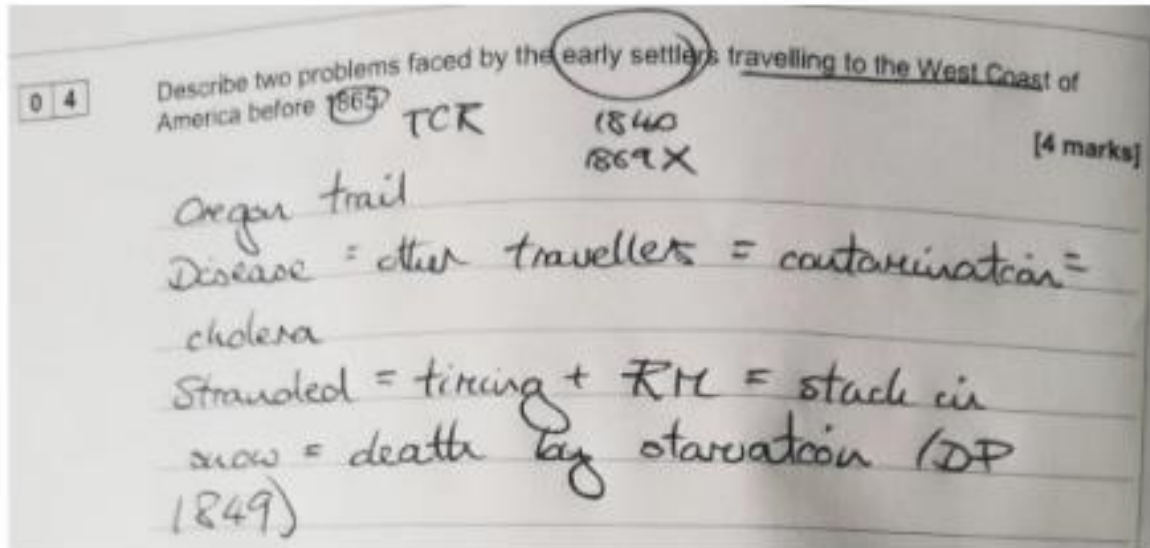 0 4
Describe two problems faced by the early settlers travelling to the West Coast of
America before 1865 TCR 1840
1869 X
[4 marks]
Oregon trail
Disease = other travellers = contamination =
cholera
Stranded = timing + RM = stuck in
snow = death by starvation (DP
1849)